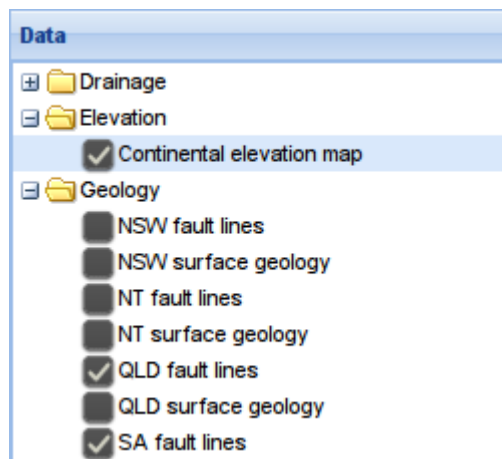 Data
Drainage
Elevation
Continental elevation map
Geology
NSW fault lines
NSW surface geology
NT fault lines
NT surface geology
QLD fault lines
QLD surface geology
SA fault lines